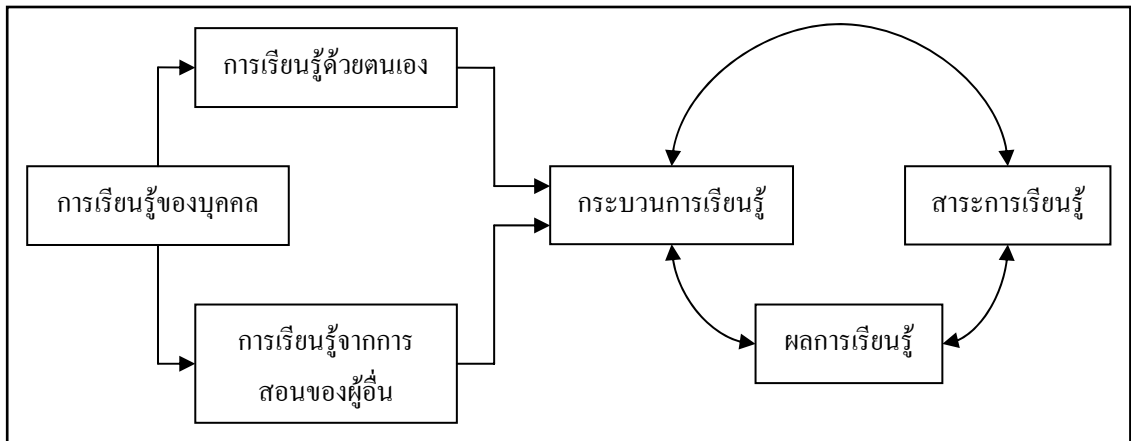 การเรียนรู้ด้วยตนเอง
การเรียนรู้ของบุคคล
กระบวนการเรียนรู้
สาระการเรียนรู้
การเรียนรู้จากการ
สอนของผู้อื่น
ผลการเรียนรู้